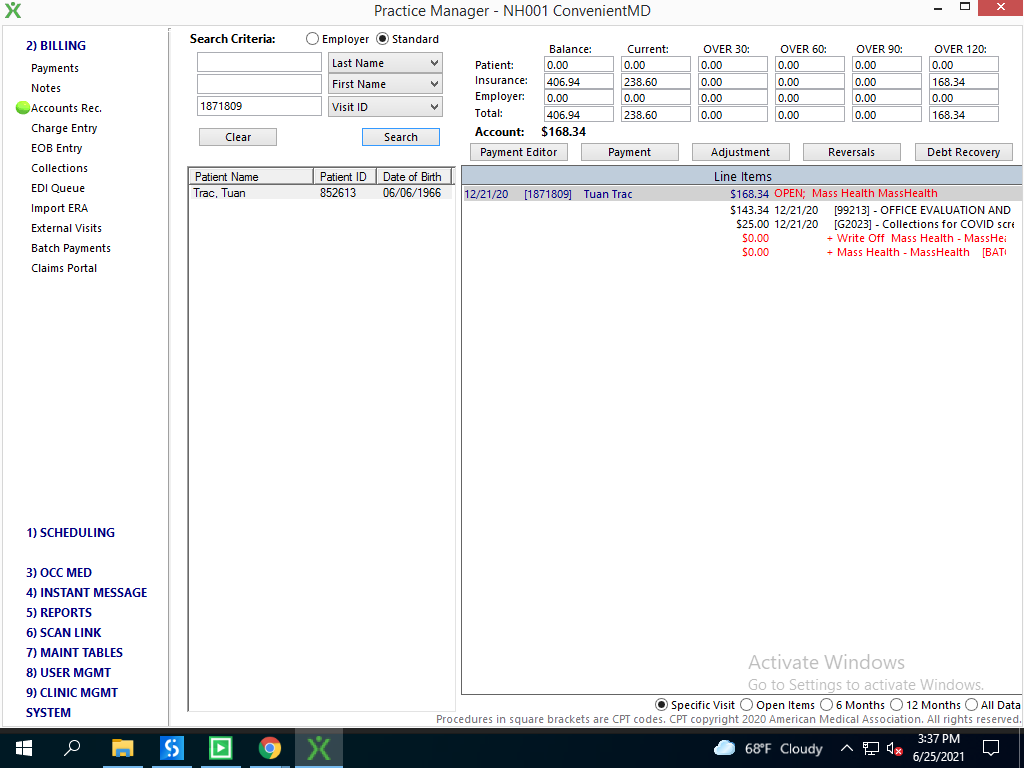 Practice Manager - NH001 ConvenientMD
2) BILLING
Payments
Notes
Accounts Rec.
Charge Entry
EOB Entry
Collections
EDI Queue
Import ERA
External Visits
Batch Payments
Claims Portal
1) SCHEDULING
3) OCC MED
4) INSTANT MESSAGE
5) REPORTS
6) SCAN LINK
7) MAINT TABLES
8) USER MGMT
9) CLINIC MGMT
SYSTEM
Search Criteria: Employer Standard
Last Name
First Name
1871809 Visit ID
Clear Search
Patient Name Patient ID Date of Birth
Trac, Tuan 852613 06/06/1966
Balance: Current: OVER 30: OVER 60: OVER 90: OVER 120:
Patient: 0.00 0.00 0.00 0.00 0.00 0.00
Insurance: 406.94 238.60 0.00 0.00 0.00 168.34
Employer: 0.00 0.00 0.00 0.00 0.00 0.00
Total: 406.94 238.60 0.00 0.00 0.00 168.34
Account: $168.34
Payment Editor Payment Adjustment Reversals Debt Recovery
Line Items
12/21/20 [1871809] Tuan Trac $168.34 OPEN; Mass Health MassHealth
$143.34 12/21/20 [99213] - OFFICE EVALUATION AND
$25.00 12/21/20 [G2023] - Collections for COVID scre
$0.00 + Write Off Mass Health - MassHea
$0.00 + Mass Health - MassHealth [BAT
Activate Windows
Go to Settings to activate Windows.
Specific Visit Open Items 6 Months 12 Months All Data
Procedures in square brackets are CPT codes. CPT copyright 2020 American Medical Association. All rights reserved.
68°F Cloudy
3:37 PM
6/25/2021